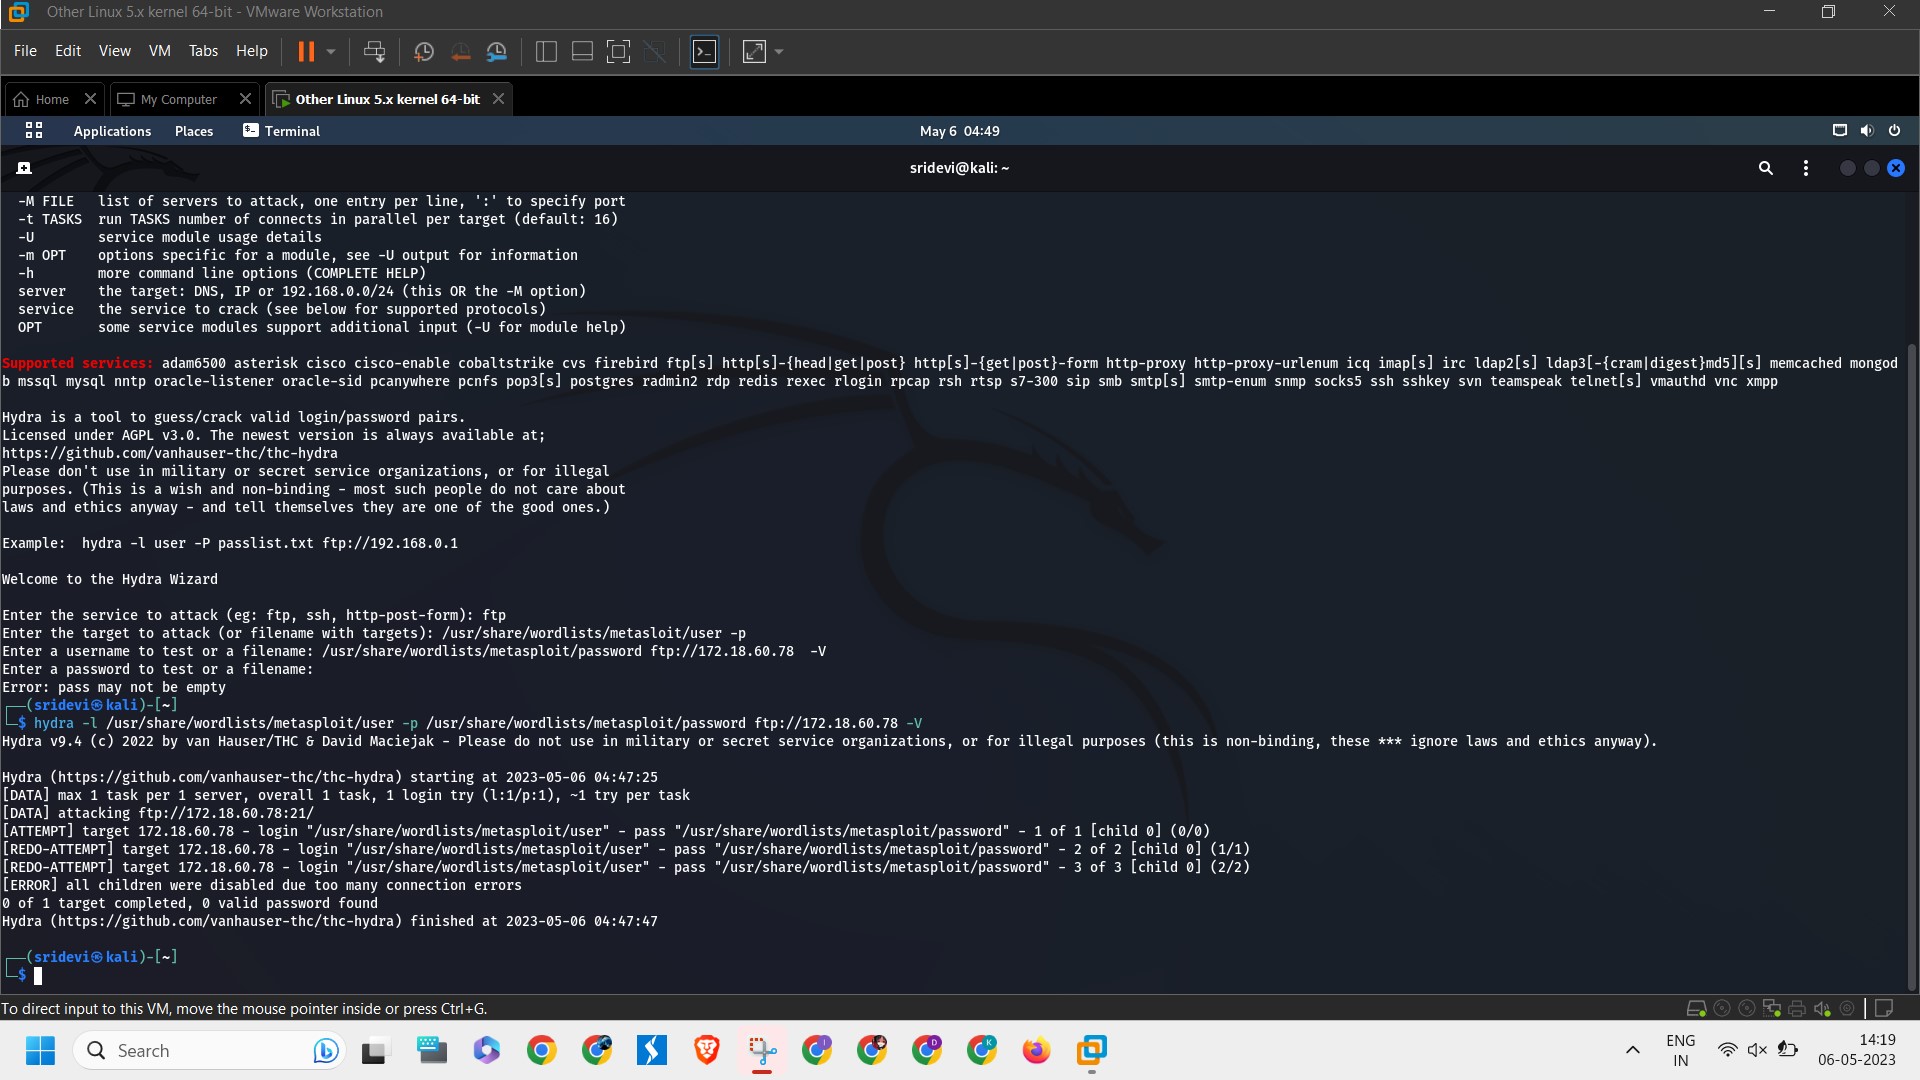 Other Linux 5.x kernel 64-bit - VMware Workstation
File Edit View VM Tabs Help
Home My Computer Other Linux 5.x kernel 64-bit
Applications Places Terminal May 6 04:49
sridevi@kali: ~
-M FILE list of servers to attack, one entry per line, ':' to specify port
-t TASKS run TASKS number of connects in parallel per target (default: 16)
-U service module usage details
-m OPT options specific for a module, see -U output for information
-h more command line options (COMPLETE HELP)
server the target: DNS, IP or 192.168.0.0/24 (this OR the -M option)
service the service to crack (see below for supported protocols)
OPT some service modules support additional input (-U for module help)
Supported services: adam6500 asterisk cisco cisco-enable cobaltstrike cvs firebird ftp[s] http[s]-{head|get|post} http[s]-{get|post}-form http-proxy http-proxy-urlenum icq imap[s] irc ldap2[s] ldap3[-{cram|digest}md5][s] memcached mongod
b mssql mysql nntp oracle-listener oracle-sid pcanywhere pcnfs pop3[s] postgres radmin2 rdp redis rexec rlogin rpcap rsh rtsp s7-300 sip smb smtp[s] smtp-enum snmp socks5 ssh sshkey svn teamspeak telnet[s] vmauthd vnc xmpp
Hydra is a tool to guess/crack valid login/password pairs.
Licensed under AGPL v3.0. The newest version is always available at;
https://github.com/vanhauser-thc/thc-hydra
Please don't use in military or secret service organizations, or for illegal
purposes. (This is a wish and non-binding - most such people do not care about
laws and ethics anyway - and tell themselves they are one of the good ones.)
Example: hydra -l user -P passlist.txt ftp://192.168.0.1
Welcome to the Hydra Wizard
Enter the service to attack (eg: ftp, ssh, http-post-form): ftp
Enter the target to attack (or filename with targets): /usr/share/wordlists/metasloit/user -p
Enter a username to test or a filename: /usr/share/wordlists/metasploit/password ftp://172.18.60.78 -V
Enter a password to test or a filename:
Error: pass may not be empty
┌──(sridevi㉿kali)-[~]
└─$ hydra -l /usr/share/wordlists/metasploit/user -p /usr/share/wordlists/metasploit/password ftp://172.18.60.78 -V
Hydra v9.4 (c) 2022 by van Hauser/THC & David Maciejak - Please do not use in military or secret service organizations, or for illegal purposes (this is non-binding, these *** ignore laws and ethics anyway).
Hydra (https://github.com/vanhauser-thc/thc-hydra) starting at 2023-05-06 04:47:25
[DATA] max 1 task per 1 server, overall 1 task, 1 login try (l:1/p:1), ~1 try per task
[DATA] attacking ftp://172.18.60.78:21/
[ATTEMPT] target 172.18.60.78 - login "/usr/share/wordlists/metasploit/user" - pass "/usr/share/wordlists/metasploit/password" - 1 of 1 [child 0] (0/0)
[REDO-ATTEMPT] target 172.18.60.78 - login "/usr/share/wordlists/metasploit/user" - pass "/usr/share/wordlists/metasploit/password" - 2 of 2 [child 0] (1/1)
[REDO-ATTEMPT] target 172.18.60.78 - login "/usr/share/wordlists/metasploit/user" - pass "/usr/share/wordlists/metasploit/password" - 3 of 3 [child 0] (2/2)
[ERROR] all children were disabled due too many connection errors
0 of 1 target completed, 0 valid password found
Hydra (https://github.com/vanhauser-thc/thc-hydra) finished at 2023-05-06 04:47:47
┌──(sridevi㉿kali)-[~]
└─$
To direct input to this VM, move the mouse pointer inside or press Ctrl+G.
Search
ENG
IN
14:19
06-05-2023